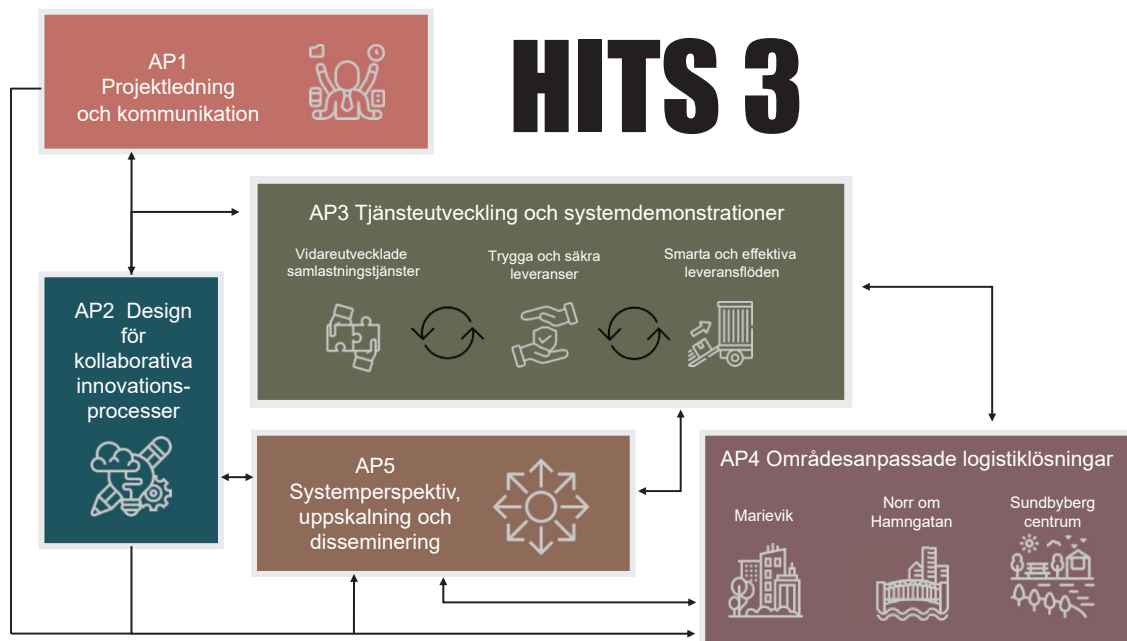 HITS 3
AP1
Projektledning
och kommunikation
AP3 Tjänsteutveckling och systemdemonstrationer
Vidareutvecklade
samlastningstjänster
Trygga och säkra
leveranser
Smarta och effektiva
leveransflöden
AP2 Design
för
kollaborativa
innovations-
processer
AP5
Systemperspektiv,
uppskalning och
disseminering
AP4 Områdesanpassade logistiklösningar
Marievik
Norr om
Hamngatan
Sundbyberg
centrum